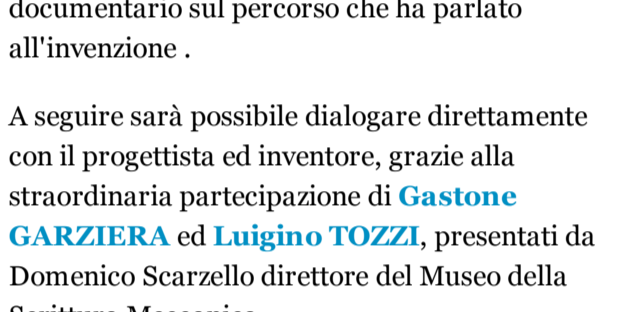 documentario sul percorso che ha parlato
all'invenzione .
A seguire sarà possibile dialogare direttamente
con il progettista ed inventore, grazie alla
straordinaria partecipazione di Gastone
GARZIERA ed Luigino TOZZI, presentati da
Domenico Scarzello direttore del Museo della